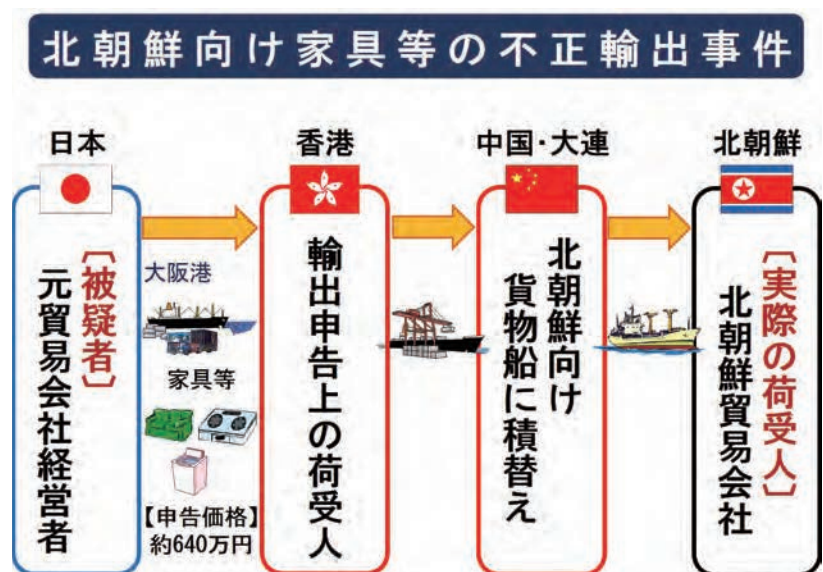 北朝鮮向け家具等の不正輸出事件
日本
香港
中国・大連
北朝鮮
〔被疑者〕
元貿易会社経営者
大阪港
家具等
【申告価格】
約640万円
輸出申告上の荷受人
北朝鮮向け
貨物船に積替え
〔実際の荷受人〕
北朝鮮貿易会社